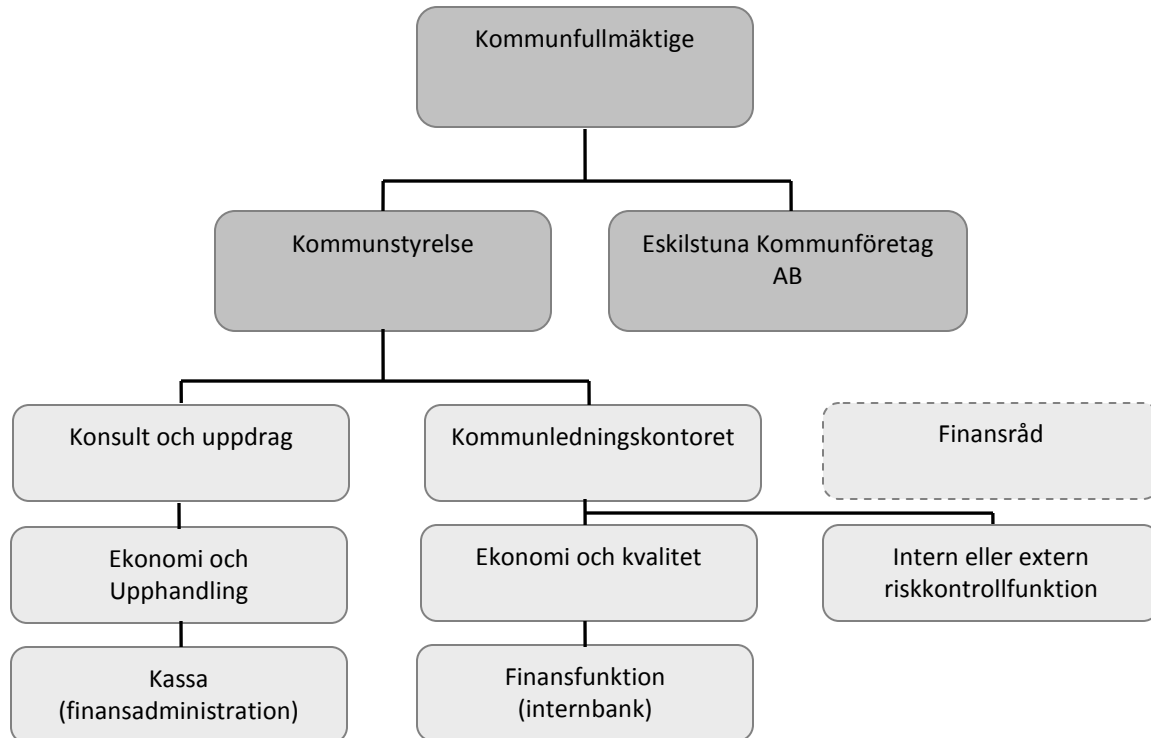 Kommunfullmäktige
Kommunstyrelse
Eskilstuna Kommunföretag
AB
Konsult och uppdrag
Kommunledningskontoret
Finansråd
Ekonomi och
Upphandling
Ekonomi och kvalitet
Intern eller extern
riskkontrollfunktion
Kassa
(finansadministration)
Finansfunktion
(internbank)